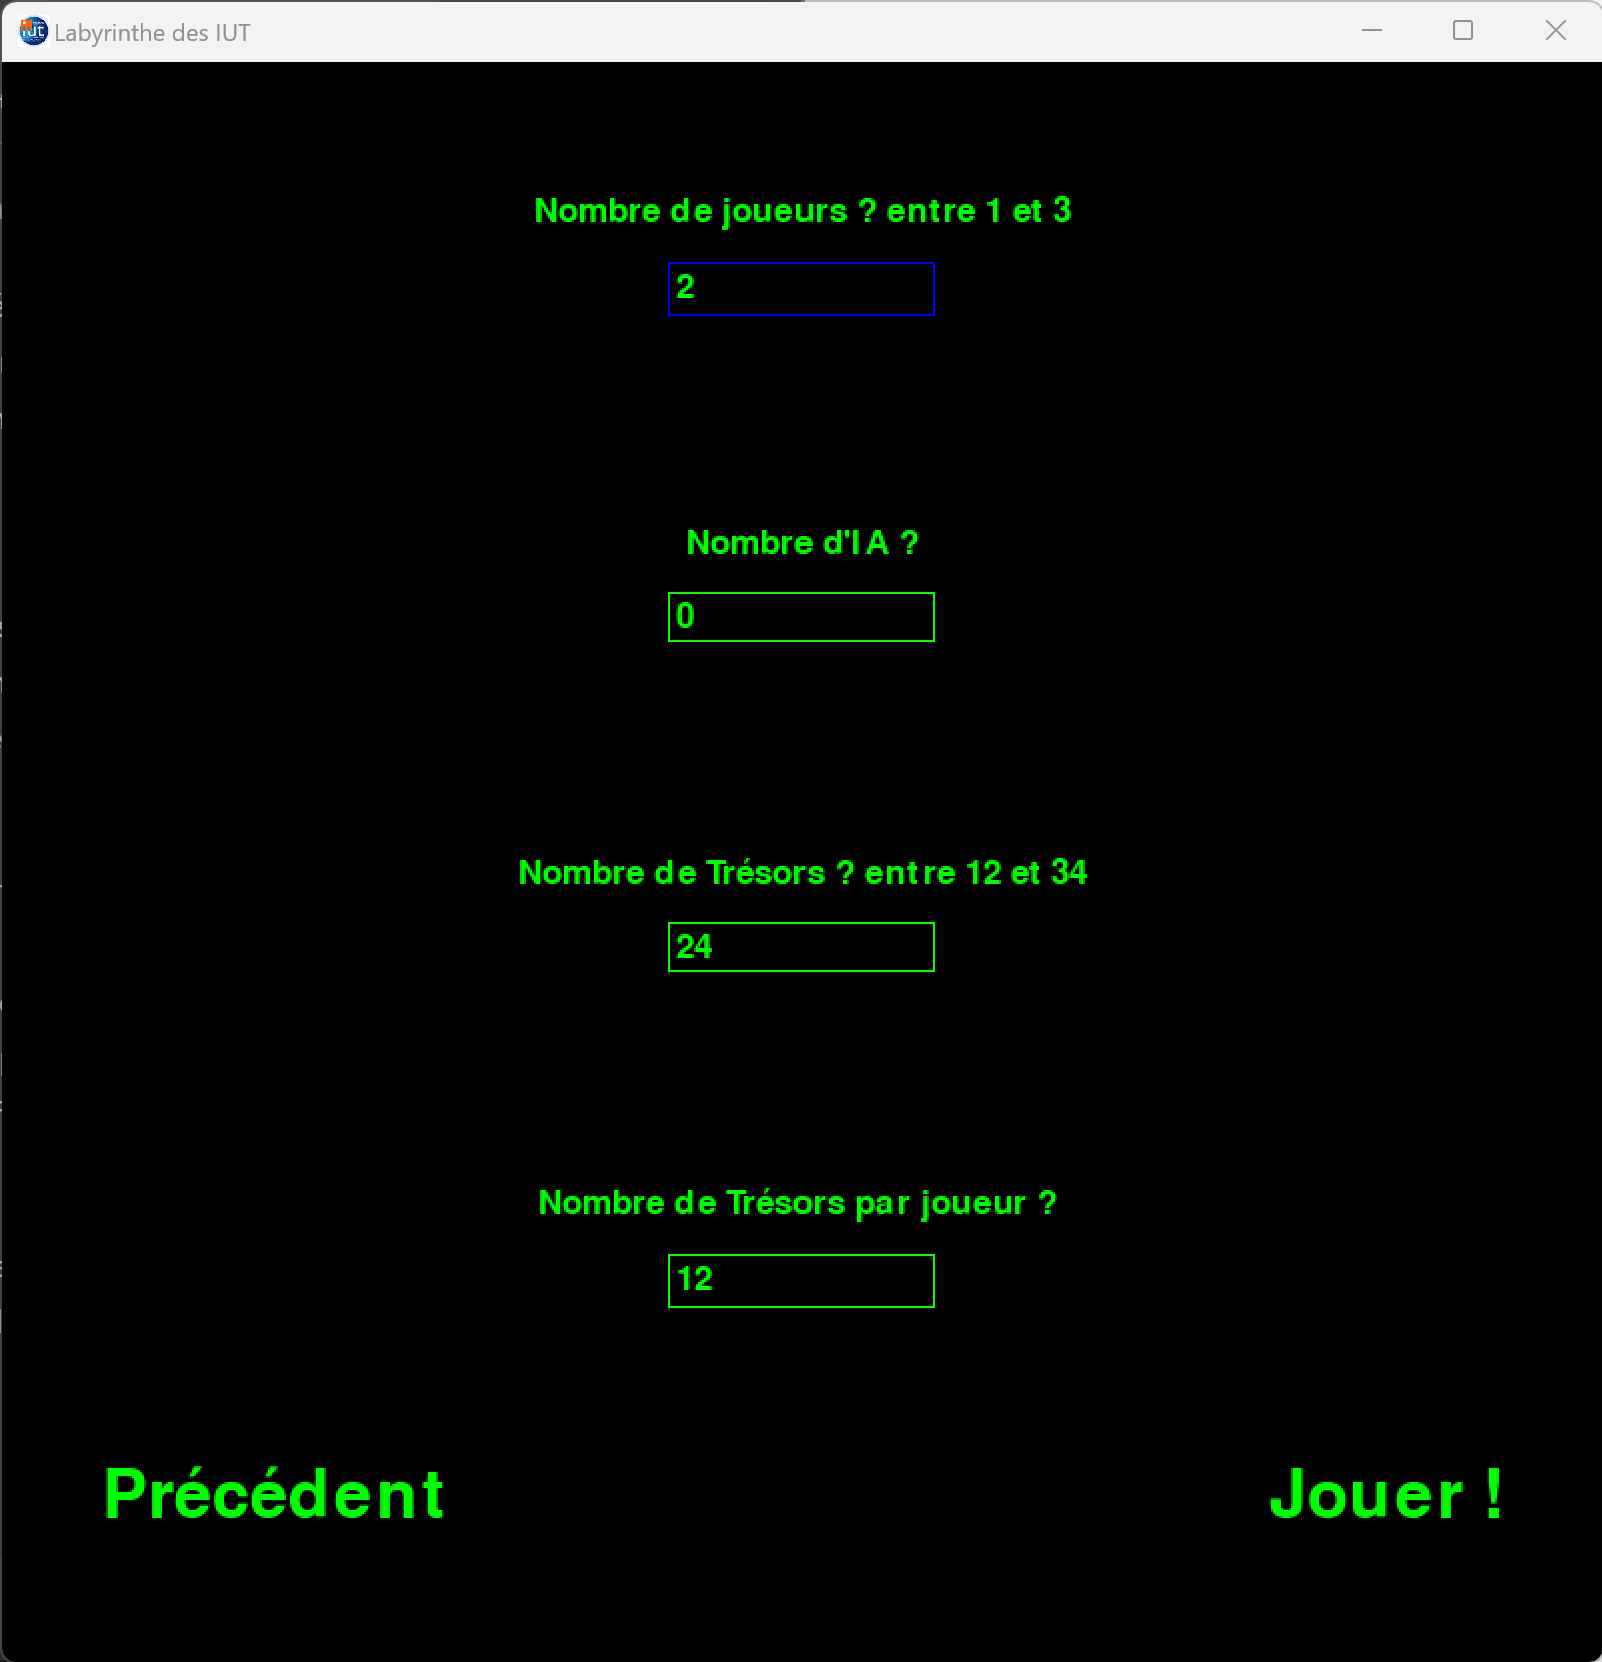 iut
Labyrinthe des IUT
Nombre de joueurs ? entre 1 et 3
2
Nombre d'IA ?
0
Nombre de Trésors ? entre 12 et 34
24
Nombre de Trésors par joueur ?
12
Précédent
Jouer !